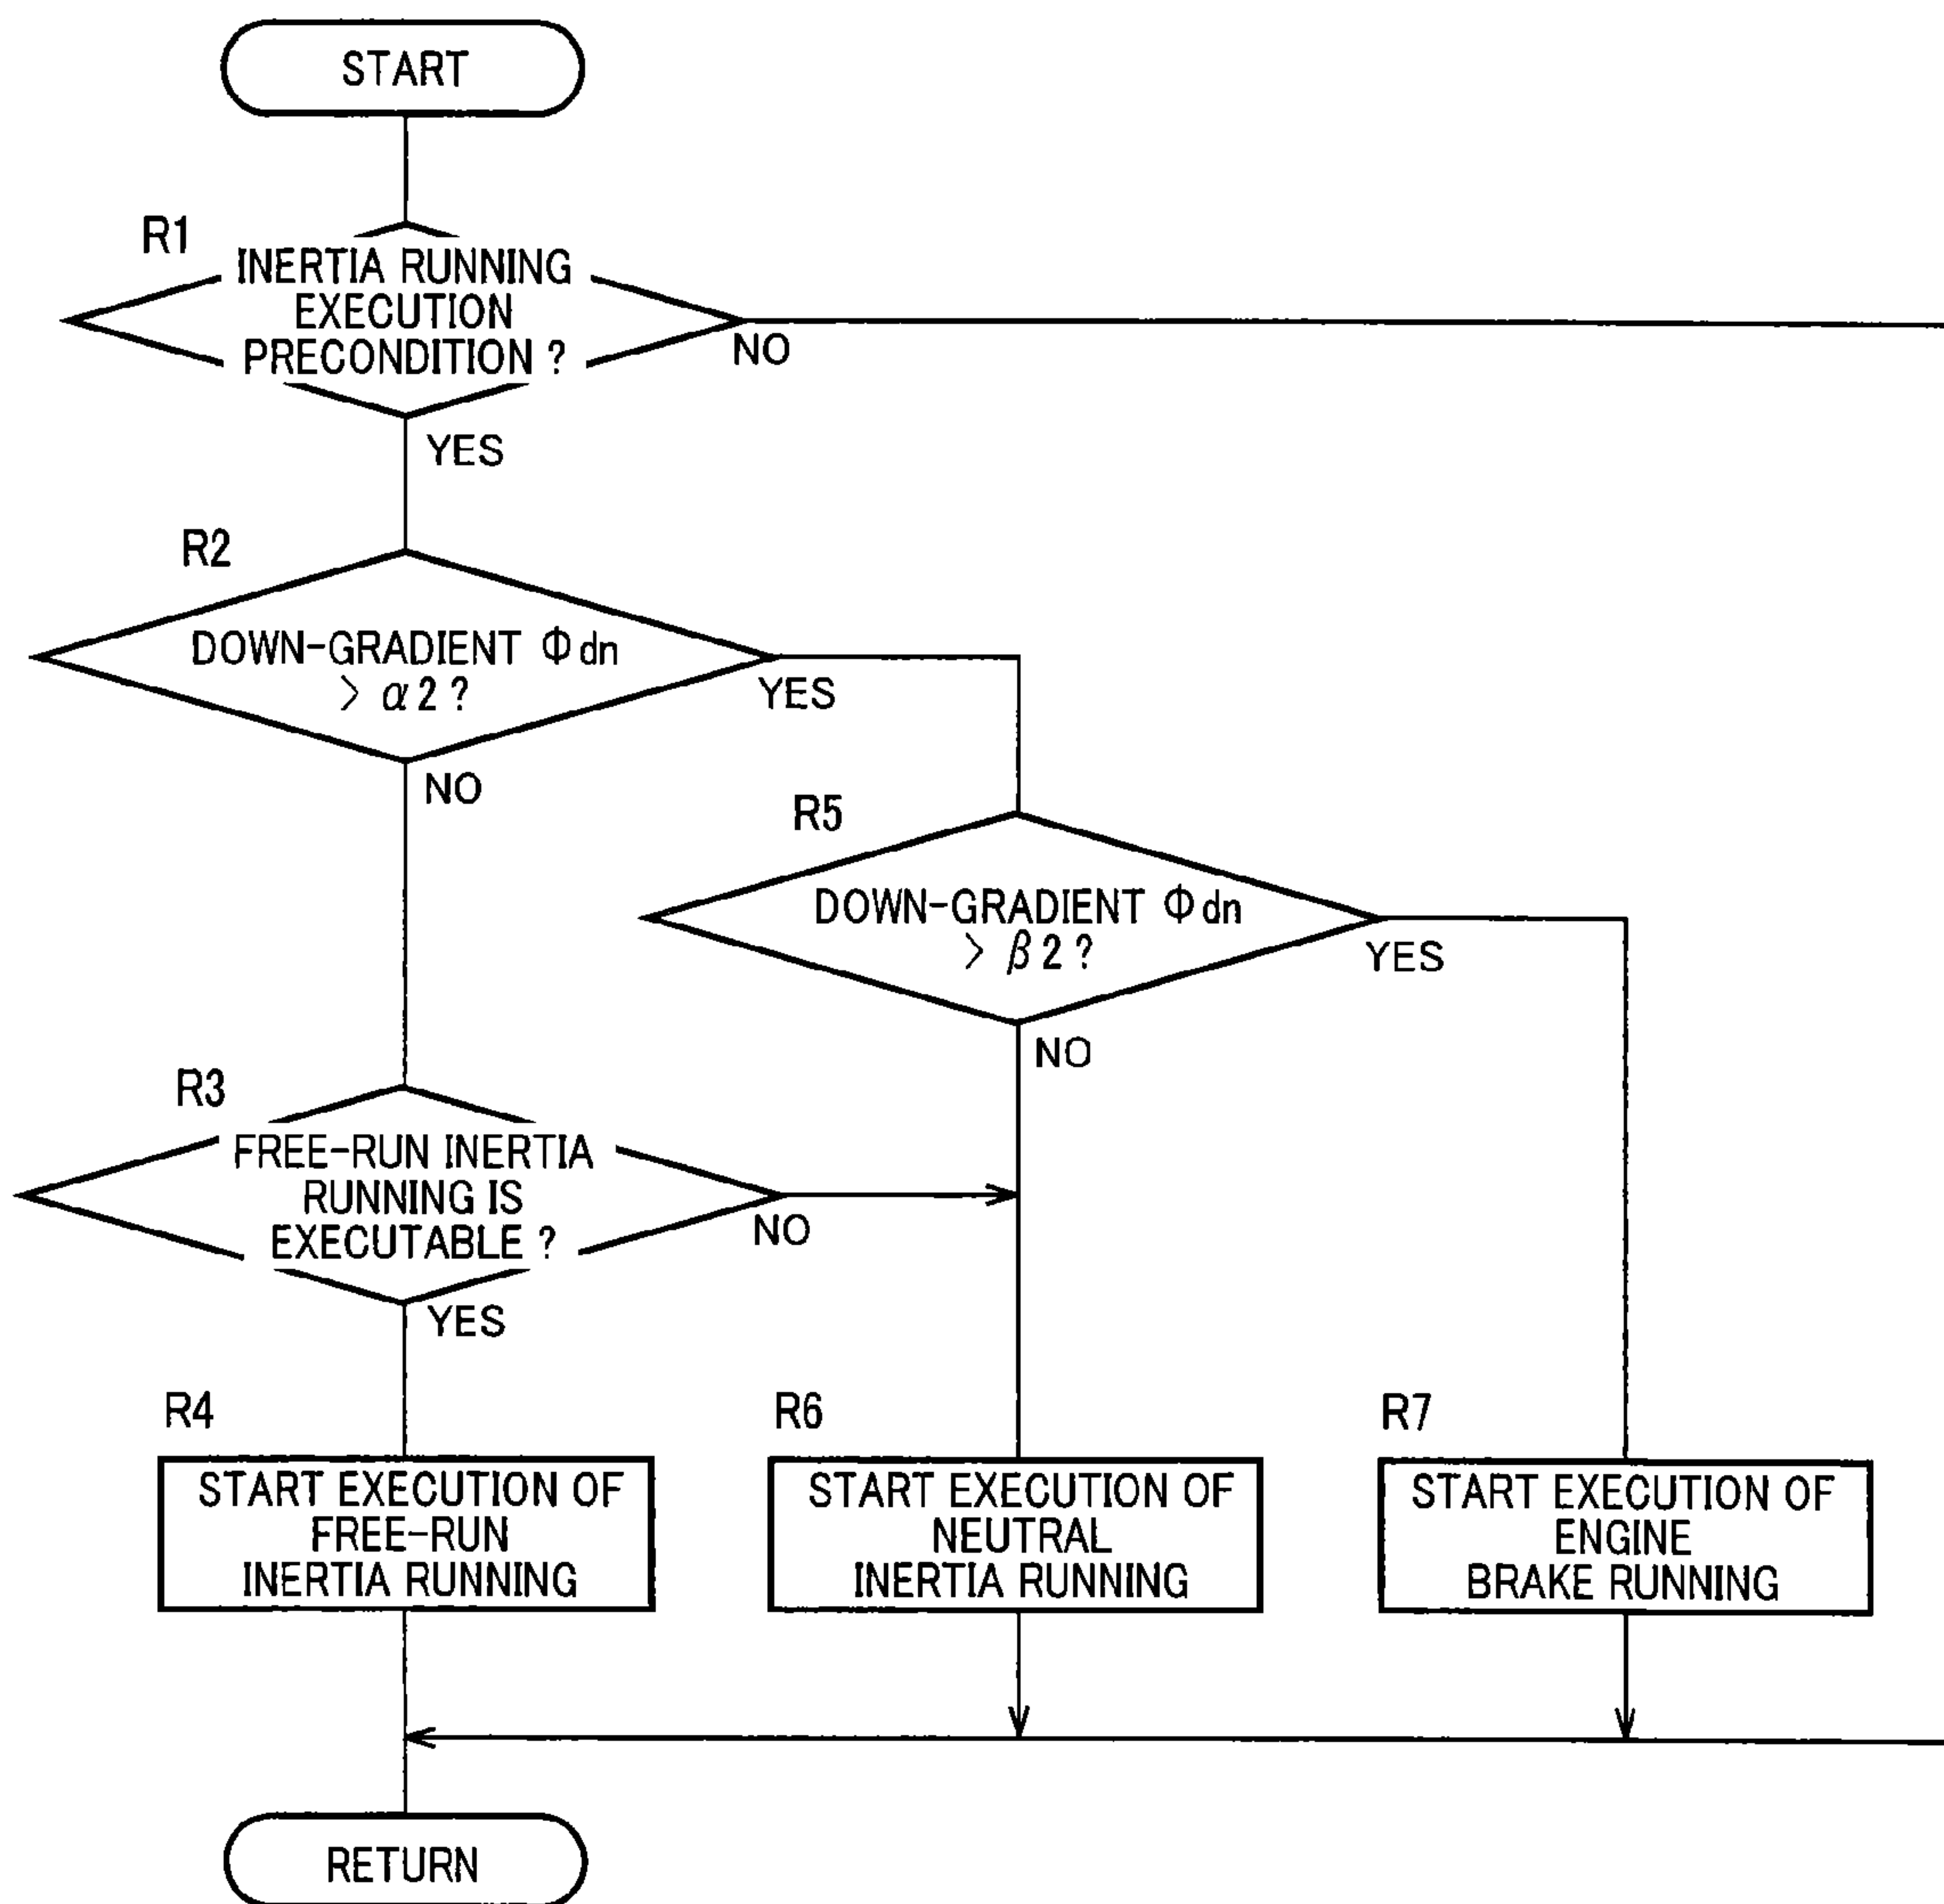 START
R1
INERTIA RUNNING
EXECUTION
PRECONDITION ?
NO
YES
R2
DOWN-GRADIENT Φdn
> α2 ?
YES
NO
R5
DOWN-GRADIENT Φdn
> β2 ?
YES
NO
R3
FREE-RUN INERTIA
RUNNING IS
EXECUTABLE ?
NO
YES
R4
START EXECUTION OF
FREE-RUN
INERTIA RUNNING
R6
START EXECUTION OF
NEUTRAL
INERTIA RUNNING
R7
START EXECUTION OF
ENGINE
BRAKE RUNNING
RETURN